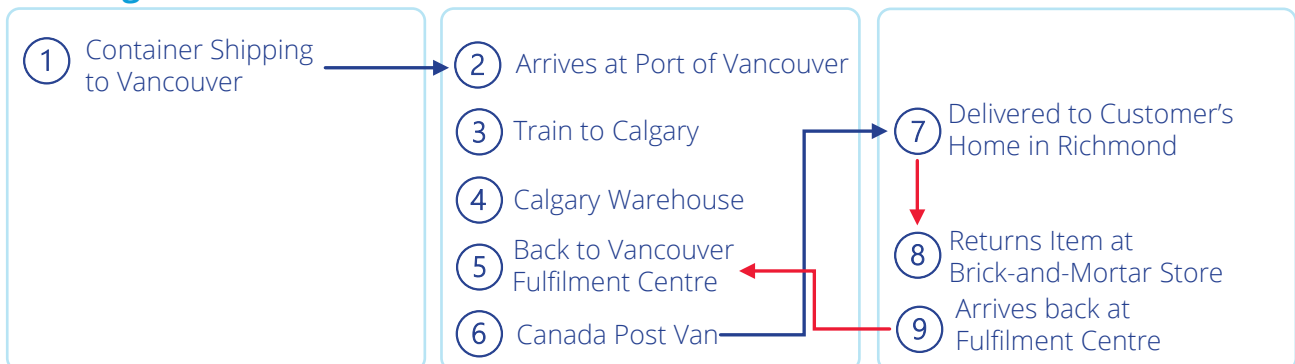 1 Container Shipping
to Vancouver
2 Arrives at Port of Vancouver
3 Train to Calgary
4 Calgary Warehouse
5 Back to Vancouver
Fulfilment Centre
6 Canada Post Van
7 Delivered to Customer’s
Home in Richmond
8 Returns Item at
Brick-and-Mortar Store
9 Arrives back at
Fulfilment Centre